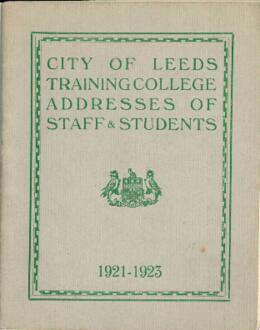 CITY OF LEEDS
TRAINING COLLEGE
ADDRESSES OF
STAFF & STUDENTS
1921-1923